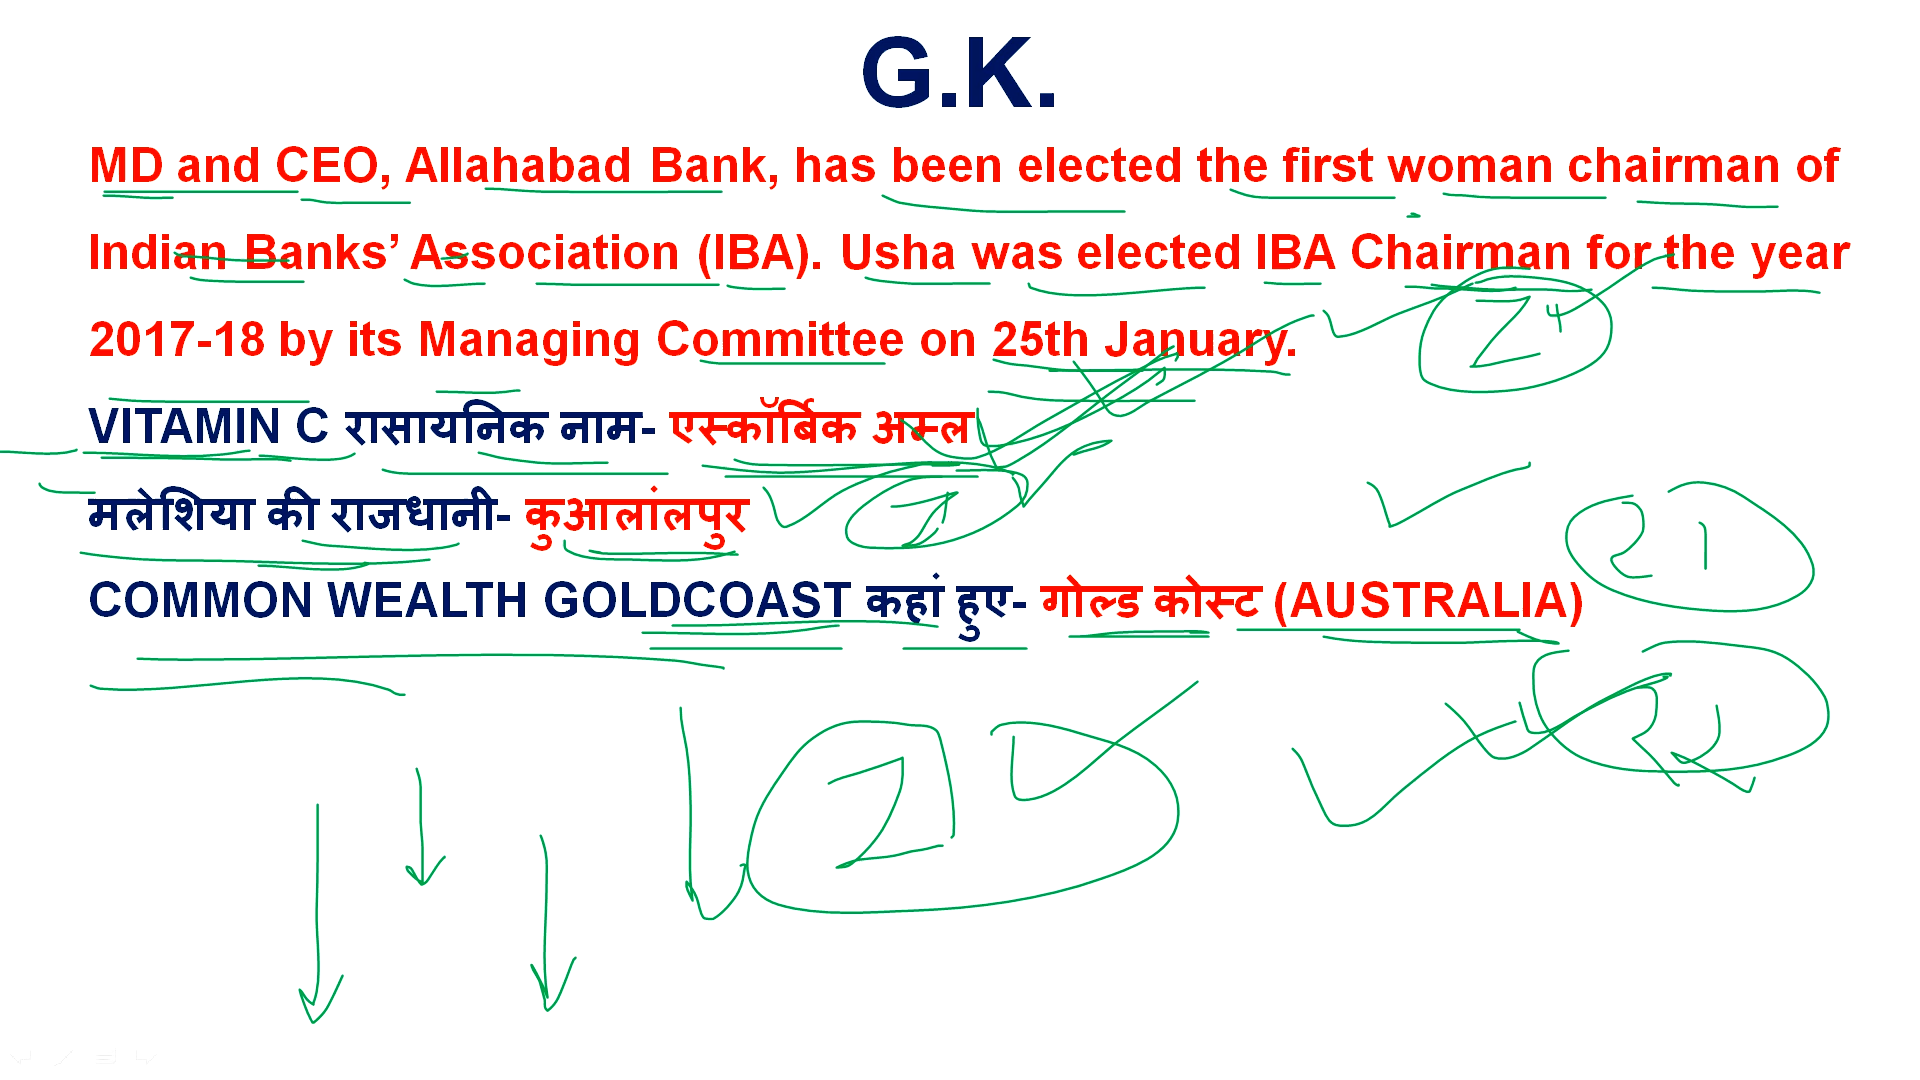 G.K.
MD and CEO, Allahabad Bank, has been elected the first woman chairman of
Indian Banks’ Association (IBA). Usha was elected IBA Chairman for the year
2017-18 by its Managing Committee on 25th January.
VITAMIN C रासायनिक नाम- एस्कॉर्बिक अम्ल
मलेशिया की राजधानी- कुआलांलपुर
COMMON WEALTH GOLDCOAST कहां हुए- गोल्ड कोस्ट (AUSTRALIA)
21